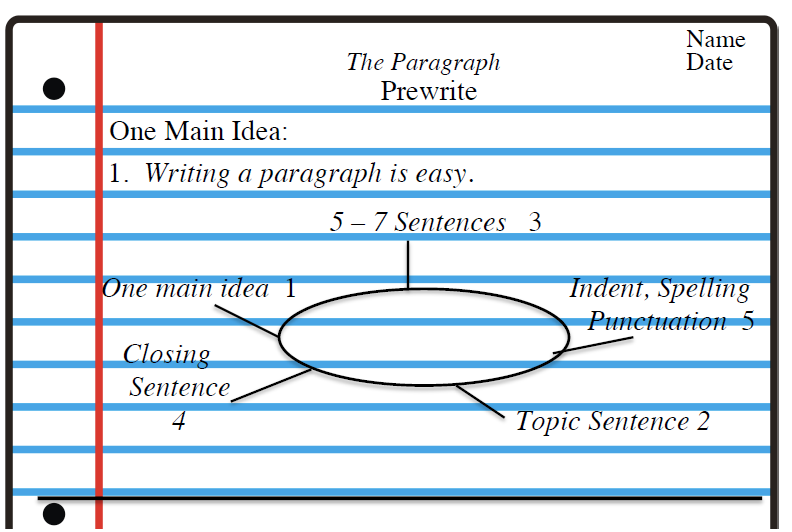 Name
The Paragraph
Date
Prewrite
One Main Idea:
1. Writing a paragraph is easy.
5 – 7 Sentences 3
One main idea 1
Indent, Spelling
Punctuation 5
Closing
Sentence
4
Topic Sentence 2